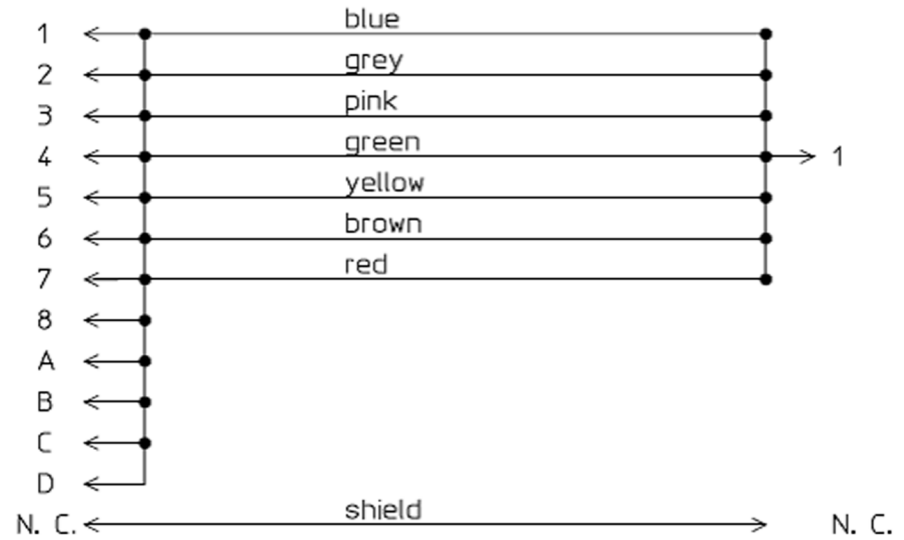 1 blue
2 grey
3 pink
4 green 1
5 yellow
6 brown
7 red
8
A
B
C
D
N. C. shield N. C.